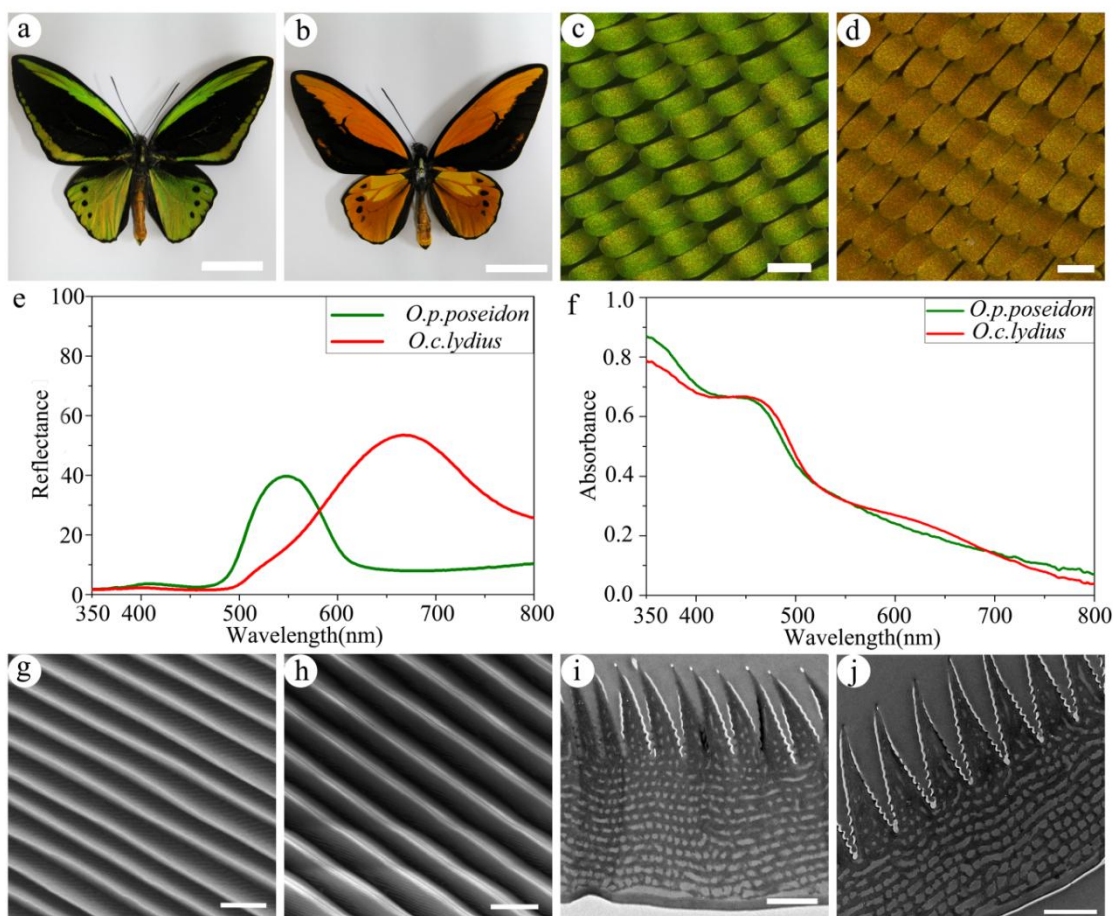 a
b
c
d
e
100
80
60
40
20
0
Reflectance
O.p.poseidon
O.c.lydius
350 400 500 600 700 800
Wavelength(nm)
f
1.0
0.8
0.6
0.4
0.2
0.0
Absorbance
O.p.poseidon
O.c.lydius
350 400 500 600 700 800
Wavelength(nm)
g
h
i
j